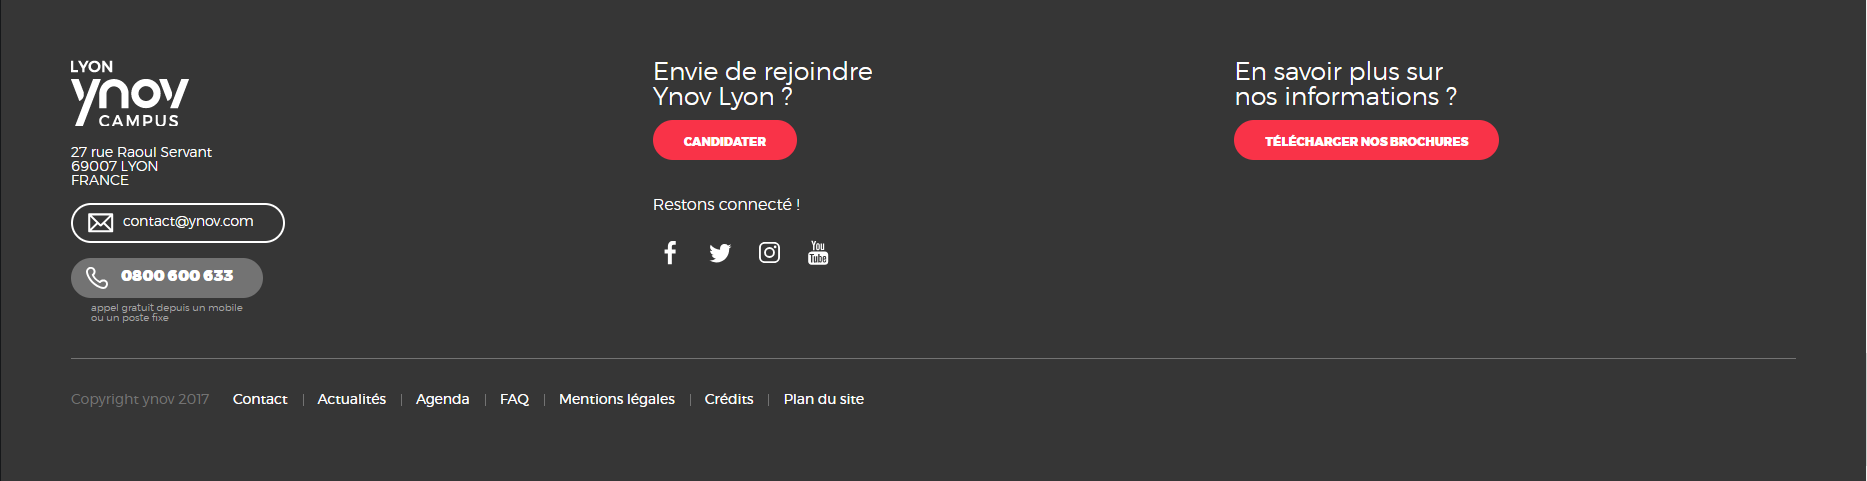 LYON
ynov
CAMPUS
27 rue Raoul Servant
69007 LYON
FRANCE
contact@ynov.com
0800 600 633
appel gratuit depuis un mobile
ou un poste fixe
Envie de rejoindre
Ynov Lyon ?
CANDIDATER
Restons connecté !
You
Tube
En savoir plus sur
nos informations ?
TÉLÉCHARGER NOS BROCHURES
Copyright ynov 2017 Contact | Actualités | Agenda | FAQ | Mentions légales | Crédits | Plan du site